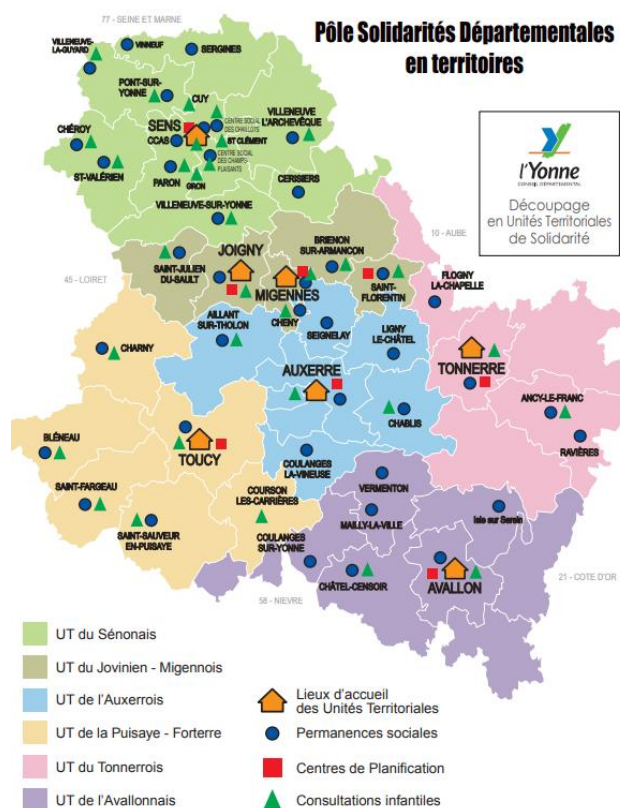 Pôle Solidarités Départementales
en territoires
77 - SEINE ET MARNE
VILLENEUVE-
LA-GUYARD
VINNEUF
SERGINES
PONT-SUR-
YONNE
CUY
VILLENEUVE
L'ARCHEVÊQUE
SENS
CENTRE SOCIAL
DES CHAILLOTS
CHÉROY
CCAS
ST CLÉMENT
CENTRE SOCIAL
DES CHAMPS-
PLAISANTS
ST-VALÉRIEN
PARON
GRON
CERISIERS
VILLENEUVE-SUR-YONNE
l'Yonne
CONSEIL DÉPARTEMENTAL
Découpage
en Unités Territoriales
de Solidarité
10 - AUBE
45 - LOIRET
JOIGNY
BRIENON
SUR-ARMANCON
SAINT-JULIEN
DU-SAULT
MIGENNES
SAINT-
FLORENTIN
FLOGNY
LA-CHAPELLE
AILLANT
SUR-THOLON
CHENY
SEIGNELAY
LIGNY
LE-CHÂTEL
CHARNY
AUXERRE
TONNERRE
ANCY-LE-FRANC
CHABLIS
RAVIÈRES
BLÉNEAU
TOUCY
COULANGES
LA-VINEUSE
SAINT-FARGEAU
COURSON
LES-CARRIÈRES
VERMENTON
SAINT-SAUVEUR
EN-PUISAYE
MAILLY-LA-VILLE
Isle sur Serein
COULANGES
SUR-YONNE
CHÂTEL-CENSOIR
AVALLON
21 - COTE D'OR
58 - NIEVRE
UT du Sénonais
UT du Jovinien - Migennois
UT de l'Auxerrois
UT de la Puisaye - Forterre
UT du Tonnerrois
UT de l'Avallonnais
Lieux d'accueil
des Unités Territoriales
Permanences sociales
Centres de Planification
Consultations infantiles